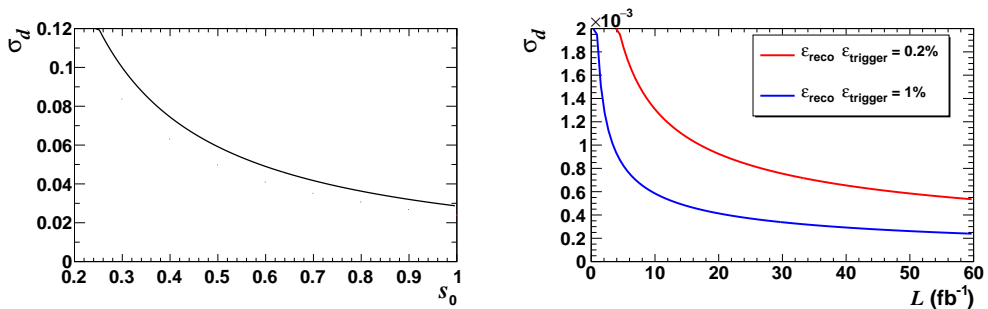 σd
0.12
0.1
0.08
0.06
0.04
0.02
0
0.2 0.3 0.4 0.5 0.6 0.7 0.8 0.9 1
s0
×10⁻³
σd
2
1.8
1.6
1.4
1.2
1
0.8
0.6
0.4
0.2
0
εreco εtrigger = 0.2%
εreco εtrigger = 1%
0 10 20 30 40 50 60
L (fb⁻¹)